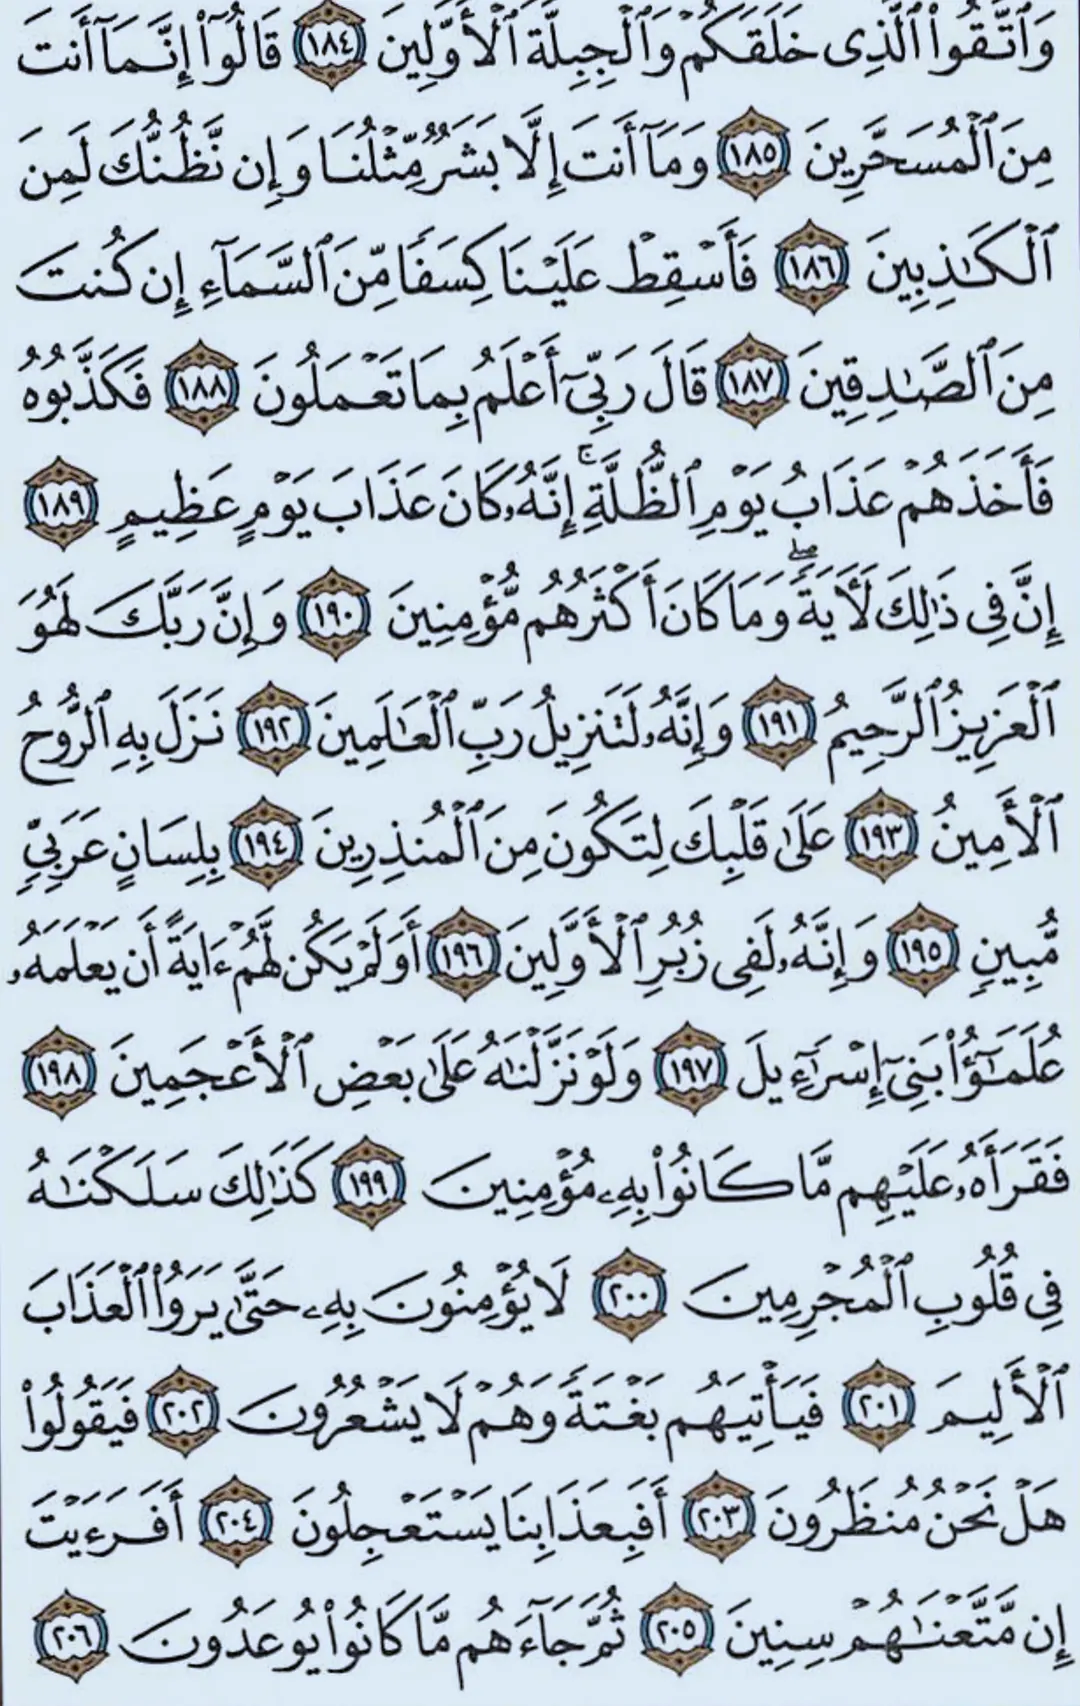 وَٱتَّقُوا۟ ٱلَّذِى خَلَقَكُمْ وَٱلْجِبِلَّةَ ٱلْأَوَّلِينَ ١٨٤ قَالُوٓا۟ إِنَّمَآ أَنتَ
مِنَ ٱلْمُسَحَّرِينَ ١٨٥ وَمَآ أَنتَ إِلَّا بَشَرٌ مِّثْلُنَا وَإِن نَّظُنُّكَ لَمِنَ
ٱلْكَـٰذِبِينَ ١٨٦ فَأَسْقِطْ عَلَيْنَا كِسَفًا مِّنَ ٱلسَّمَآءِ إِن كُنتَ
مِنَ ٱلصَّـٰدِقِينَ ١٨٧ قَالَ رَبِّىٓ أَعْلَمُ بِمَا تَعْمَلُونَ ١٨٨ فَكَذَّبُوهُ
فَأَخَذَهُمْ عَذَابُ يَوْمِ ٱلظُّلَّةِ ۚ إِنَّهُۥ كَانَ عَذَابَ يَوْمٍ عَظِيمٍ ١٨٩
إِنَّ فِى ذَٰلِكَ لَـَٔايَةً ۖ وَمَا كَانَ أَكْثَرُهُم مُّؤْمِنِينَ ١٩٠ وَإِنَّ رَبَّكَ لَهُوَ
ٱلْعَزِيزُ ٱلرَّحِيمُ ١٩١ وَإِنَّهُۥ لَتَنزِيلُ رَبِّ ٱلْعَـٰلَمِينَ ١٩٢ نَزَلَ بِهِ ٱلرُّوحُ
ٱلْأَمِينُ ١٩٣ عَلَىٰ قَلْبِكَ لِتَكُونَ مِنَ ٱلْمُنذِرِينَ ١٩٤ بِلِسَانٍ عَرَبِىٍّ
مُّبِينٍ ١٩٥ وَإِنَّهُۥ لَفِى زُبُرِ ٱلْأَوَّلِينَ ١٩٦ أَوَلَمْ يَكُن لَّهُمْ ءَايَةً أَن يَعْلَمَهُۥ
عُلَمَـٰٓؤُا۟ بَنِىٓ إِسْرَٰٓءِيلَ ١٩٧ وَلَوْ نَزَّلْنَـٰهُ عَلَىٰ بَعْضِ ٱلْأَعْجَمِينَ ١٩٨
فَقَرَأَهُۥ عَلَيْهِم مَّا كَانُوا۟ بِهِۦ مُؤْمِنِينَ ١٩٩ كَذَٰلِكَ سَلَكْنَـٰهُ
فِى قُلُوبِ ٱلْمُجْرِمِينَ ٢٠٠ لَا يُؤْمِنُونَ بِهِۦ حَتَّىٰ يَرَوُا۟ ٱلْعَذَابَ
ٱلْأَلِيمَ ٢٠١ فَيَأْتِيَهُم بَغْتَةً وَهُمْ لَا يَشْعُرُونَ ٢٠٢ فَيَقُولُوا۟
هَلْ نَحْنُ مُنظَرُونَ ٢٠٣ أَفَبِعَذَابِنَا يَسْتَعْجِلُونَ ٢٠٤ أَفَرَءَيْتَ
إِن مَّتَّعْنَـٰهُمْ سِنِينَ ٢٠٥ ثُمَّ جَآءَهُم مَّا كَانُوا۟ يُوعَدُونَ ٢٠٦